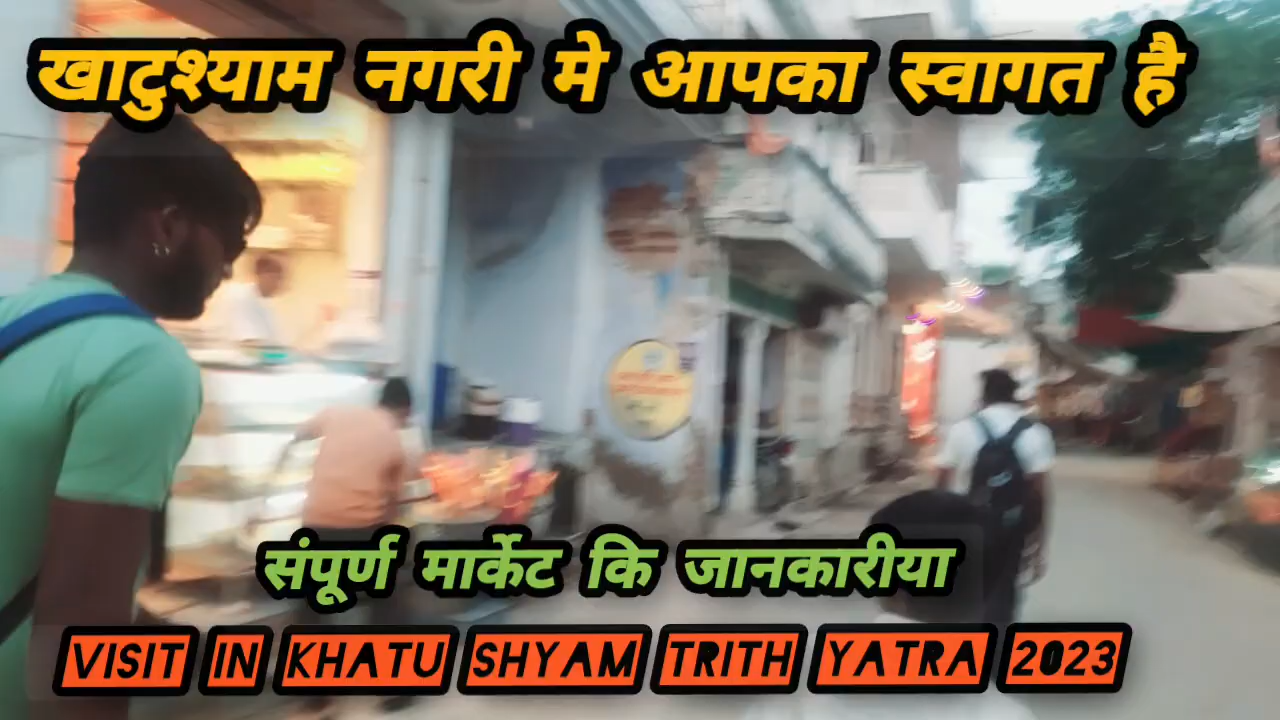 खाटुश्याम नगरी मे आपका स्वागत है
संपूर्ण मार्केट कि जानकारीया
VISIT IN KHATU SHYAM TRITH YATRA 2023